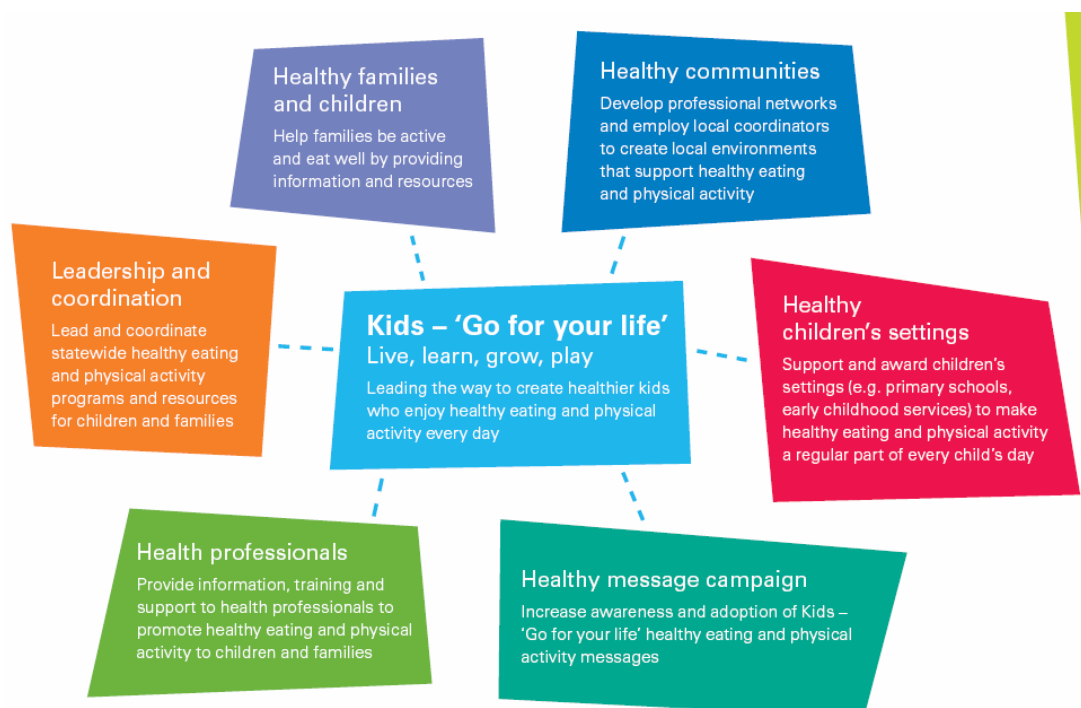 Healthy families
and children
Help families be active
and eat well by providing
information and resources
Healthy communities
Develop professional networks
and employ local coordinators
to create local environments
that support healthy eating
and physical activity
Leadership and
coordination
Lead and coordinate
statewide healthy eating
and physical activity
programs and resources
for children and families
Kids – ‘Go for your life’
Live, learn, grow, play
Leading the way to create healthier kids
who enjoy healthy eating and physical
activity every day
Healthy
children’s settings
Support and award children’s
settings (e.g. primary schools,
early childhood services) to make
healthy eating and physical activity
a regular part of every child’s day
Health professionals
Provide information, training and
support to health professionals to
promote healthy eating and physical
activity to children and families
Healthy message campaign
Increase awareness and adoption of Kids –
‘Go for your life’ healthy eating and physical
activity messages